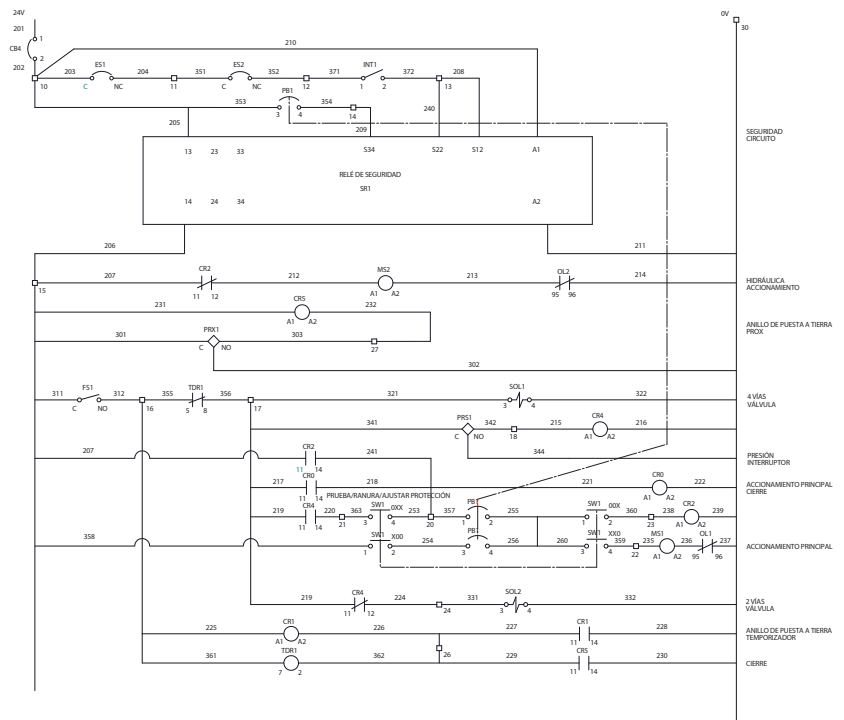 24V
0V
201
1
30
CB4
2
210
202
203
ES1
204
351
ES2
352
371
INT1
372
208
10
C
NC
11
C
NC
12
1
2
13
353
PB1
354
240
3
4
14
205
209
SEGURIDAD
CIRCUITO
13
23
33
S34
S22
S12
A1
RELÉ DE SEGURIDAD
SR1
14
24
34
A2
206
211
207
CR2
212
MS2
213
OL2
214
15
11
12
A1
A2
95
96
HIDRÁULICA
ACCIONAMIENTO
231
CR5
232
A1
A2
ANILLO DE PUESTA A TIERRA
PROX
301
PRX1
303
C
NO
27
302
311
FS1
312
355
TDR1
356
321
SOL1
322
C
NO
16
5
8
17
3
4
4 VÍAS
VÁLVULA
341
PRS1
342
215
CR4
216
C
NO
18
A1
A2
207
CR2
241
344
PRESIÓN
INTERRUPTOR
11
14
217
CR0
218
221
CR0
222
11
14
A1
A2
ACCIONAMIENTO PRINCIPAL
CIERRE
PRUEBA/RANURA/AJUSTAR PROTECCIÓN
219
CR4
220
363
SW1
0XX
253
357
PB1
255
SW1
00X
360
238
CR2
239
11
14
21
3
4
20
1
2
1
2
23
A1
A2
358
SW1
X00
254
PB1
256
260
SW1
XX0
359
235
MS1
236
OL1
237
1
2
3
4
3
4
22
A1
A2
95
96
ACCIONAMIENTO PRINCIPAL
219
CR4
224
331
SOL2
332
11
12
24
3
4
2 VÍAS
VÁLVULA
225
CR1
226
227
CR1
228
A1
A2
11
14
ANILLO DE PUESTA A TIERRA
TEMPORIZADOR
361
TDR1
362
26
229
CR5
230
7
2
11
14
CIERRE